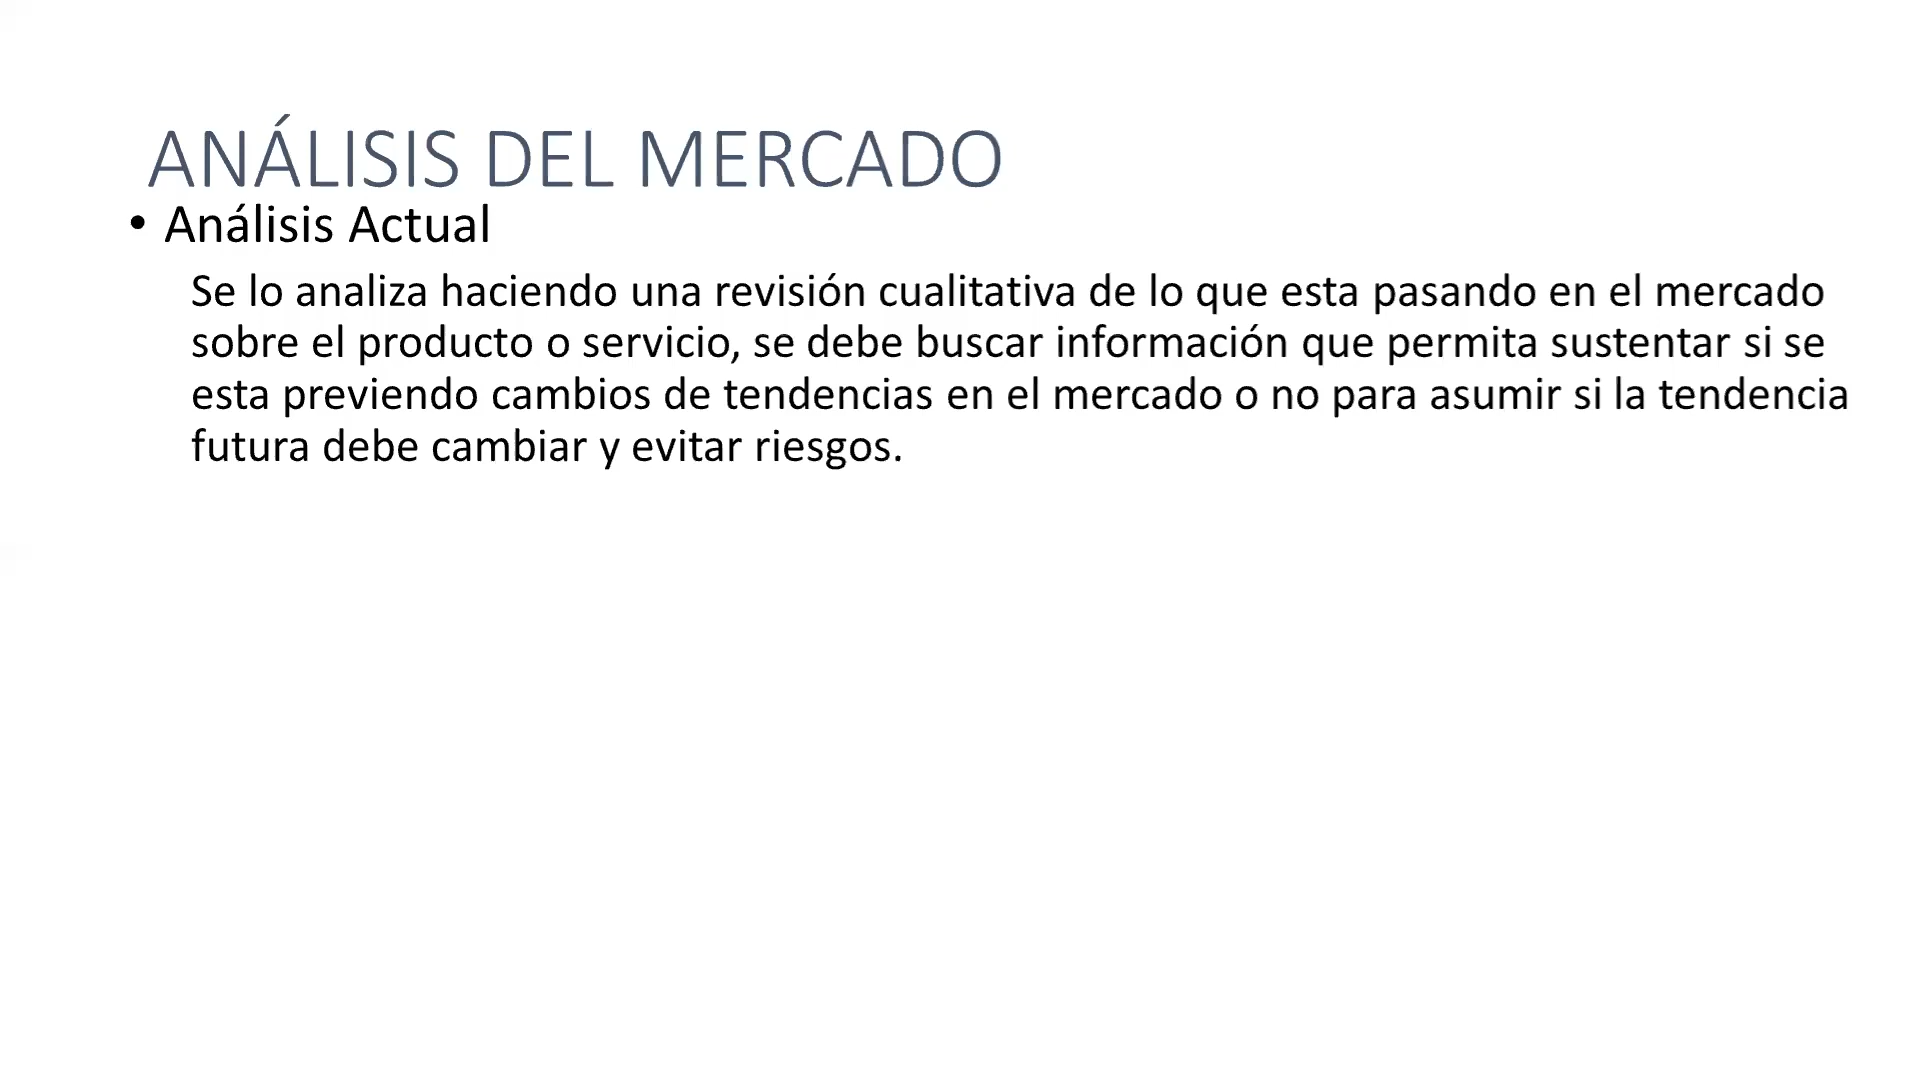 ANÁLISIS DEL MERCADO
• Análisis Actual
Se lo analiza haciendo una revisión cualitativa de lo que esta pasando en el mercado
sobre el producto o servicio, se debe buscar información que permita sustentar si se
esta previendo cambios de tendencias en el mercado o no para asumir si la tendencia
futura debe cambiar y evitar riesgos.